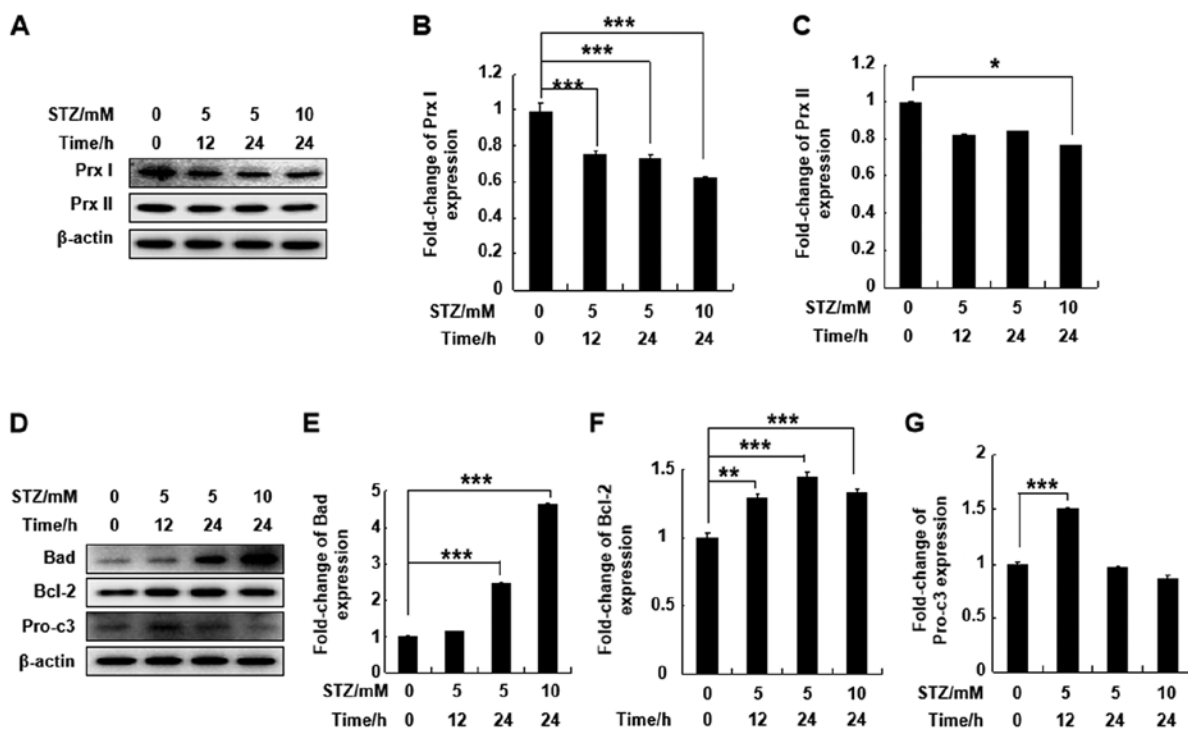 A
STZ/mM 0 5 5 10
Time/h 0 12 24 24
Prx I
Prx II
β-actin
B
***
***
***
Fold-change of Prx I
expression
1.2
1
0.8
0.6
0.4
0.2
0
STZ/mM 0 5 5 10
Time/h 0 12 24 24
C
*
Fold-change of Prx II
expression
1.2
1
0.8
0.6
0.4
0.2
0
STZ/mM 0 5 5 10
Time/h 0 12 24 24
D
STZ/mM 0 5 5 10
Time/h 0 12 24 24
Bad
Bcl-2
Pro-c3
β-actin
E
***
***
Fold-change of Bad
expression
5
4
3
2
1
0
STZ/mM 0 5 5 10
Time/h 0 12 24 24
F
***
***
**
Fold-change of Bcl-2
expression
1.5
1
0.5
0
STZ/mM 0 5 5 10
Time/h 0 12 24 24
G
***
Fold-change of
Pro-c3 expression
2
1.5
1
0.5
0
STZ/mM 0 5 5 10
Time/h 0 12 24 24